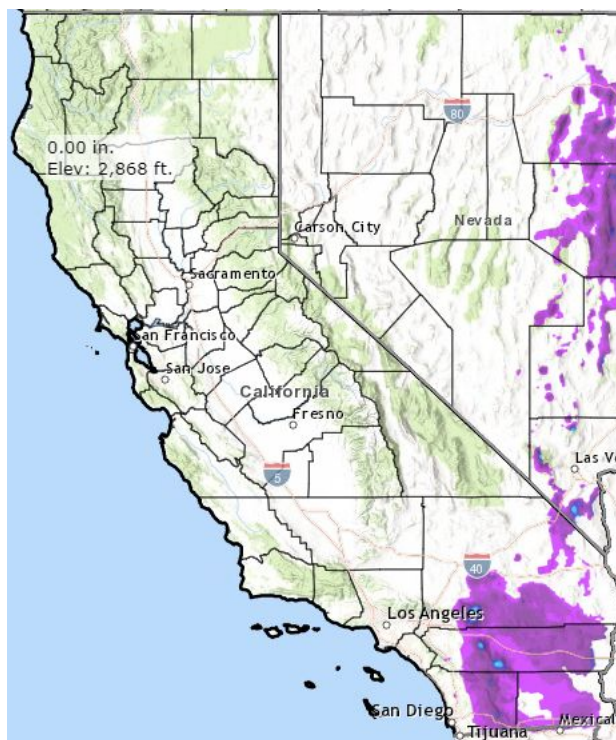 80
0.00 in.
Elev: 2,868 ft.
Carson City
Nevada
Sacramento
San Francisco
San Jose
California
Fresno
Las V
5
40
Los Angeles
San Diego
Mexical
Tijuana